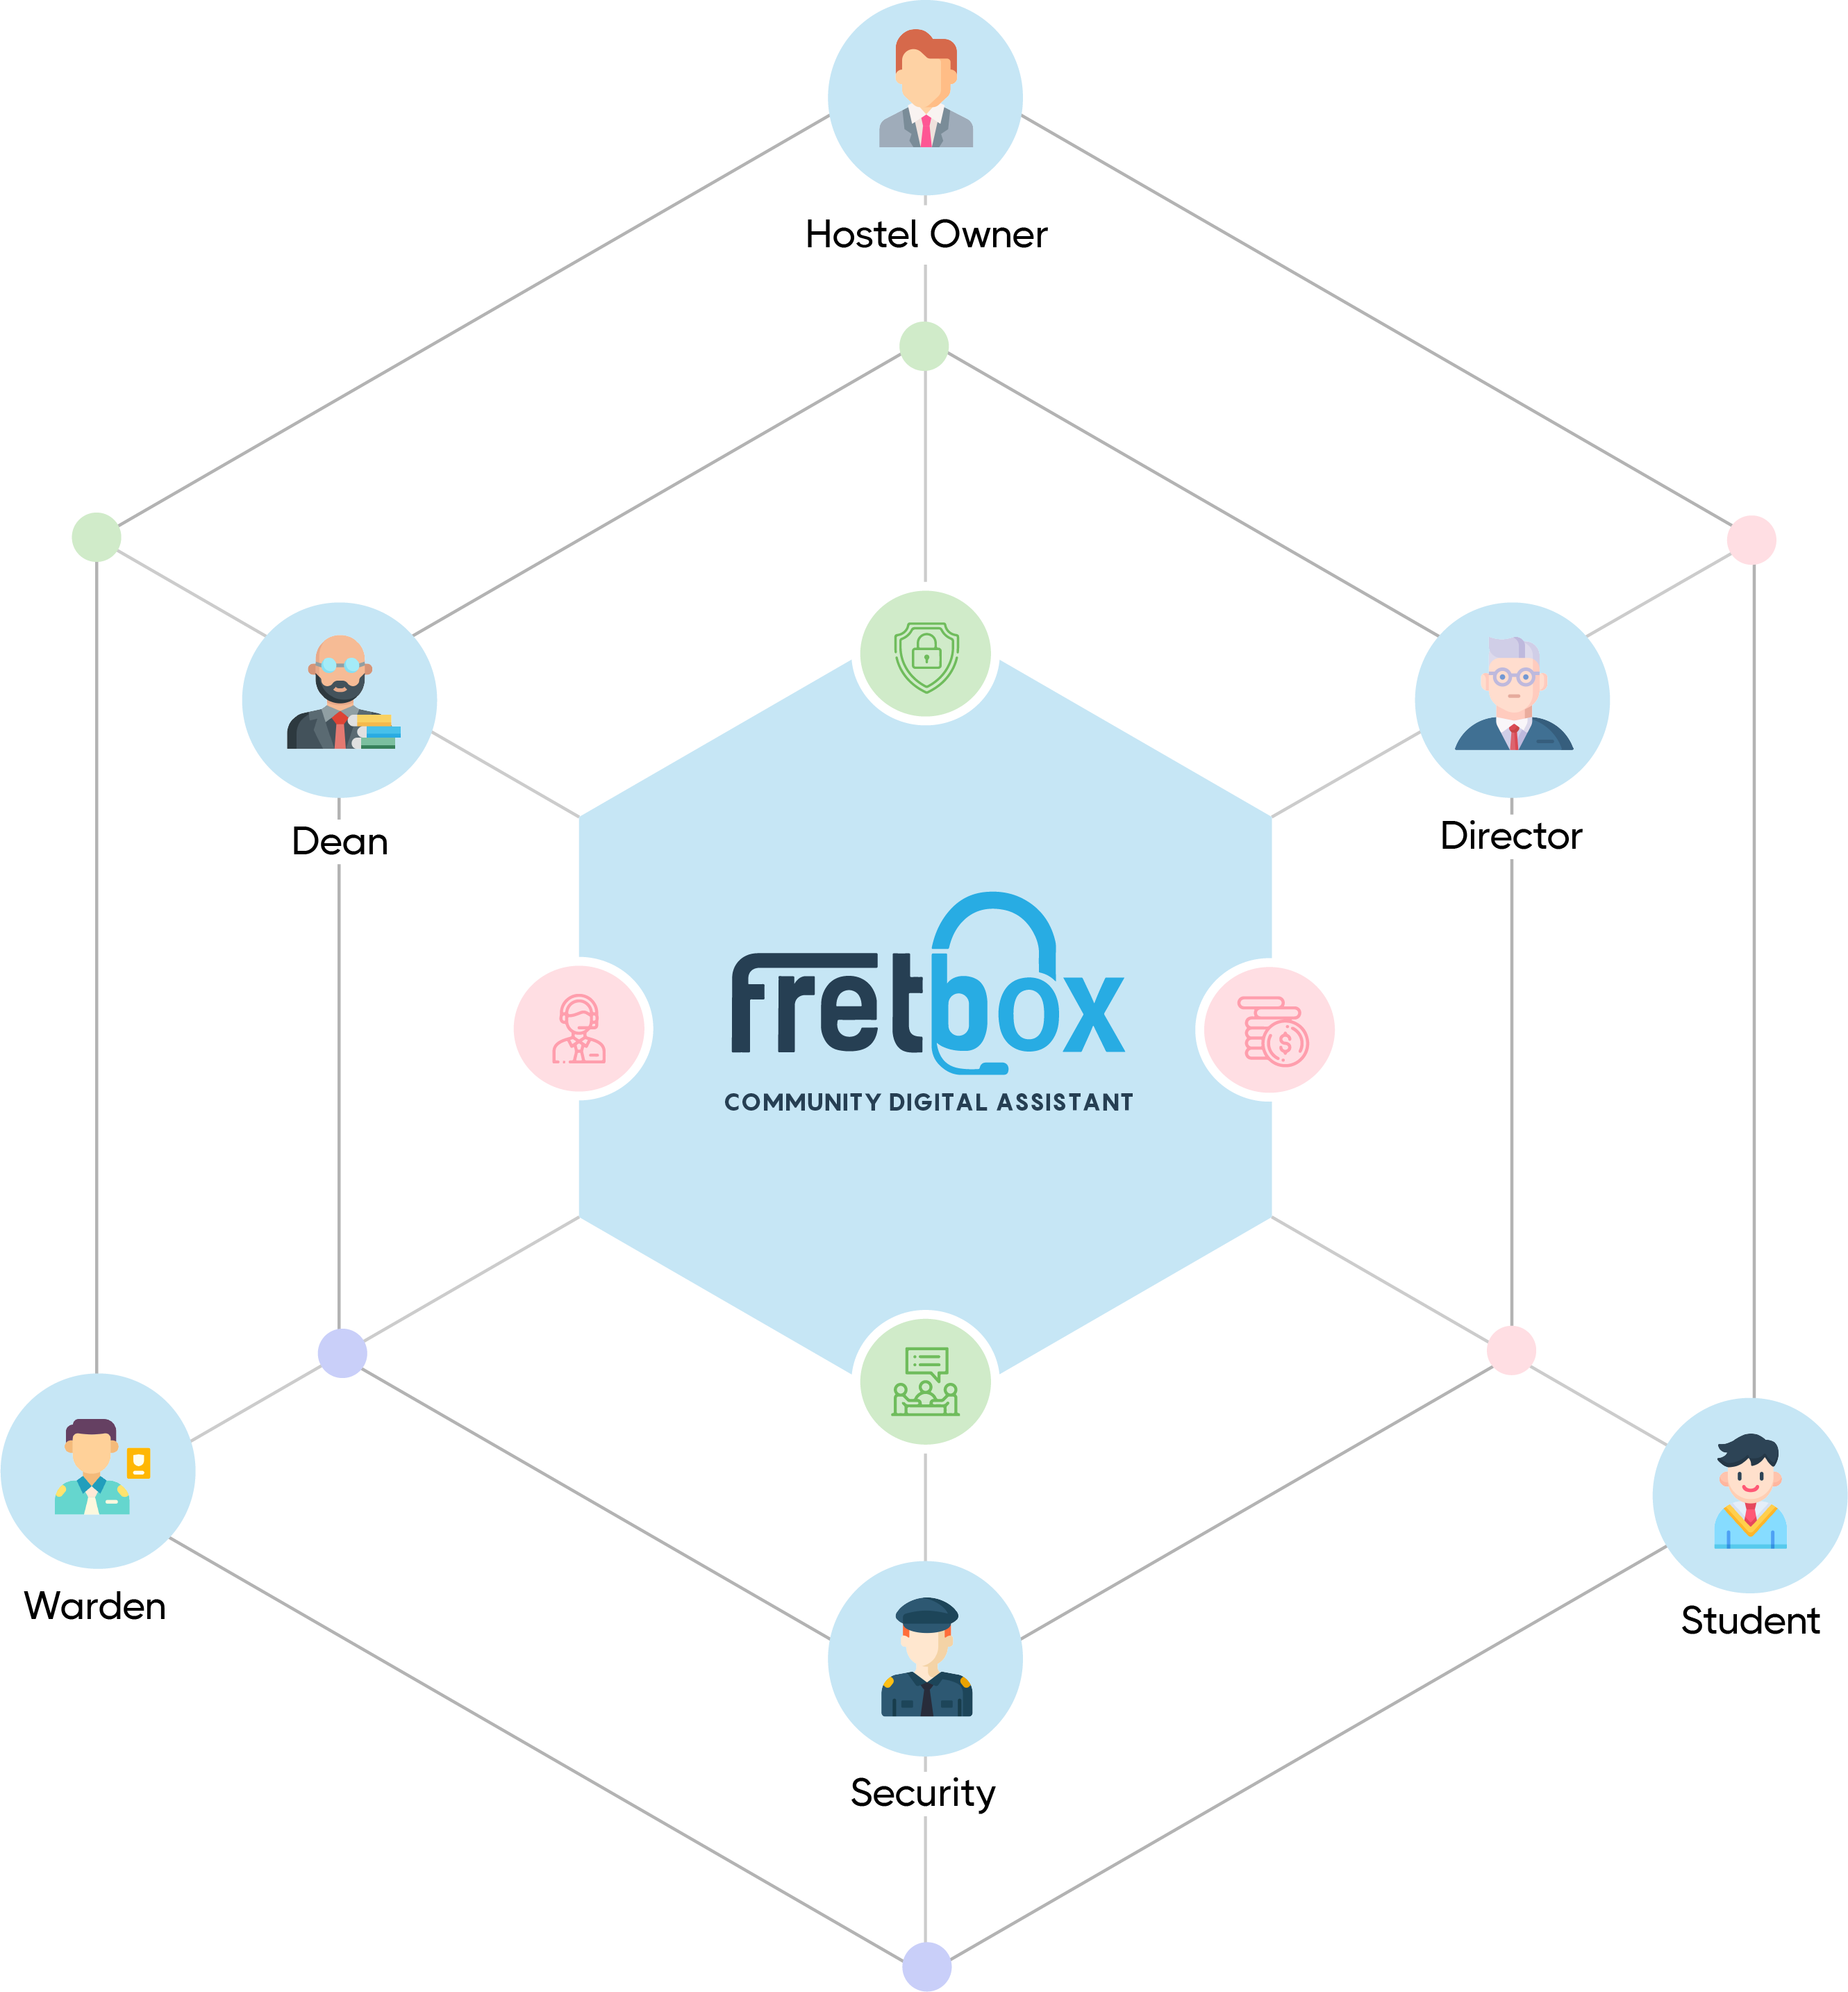 Hostel Owner
Dean
Director
fretbox
COMMUNITY DIGITAL ASSISTANT
$
Warden
Student
Security